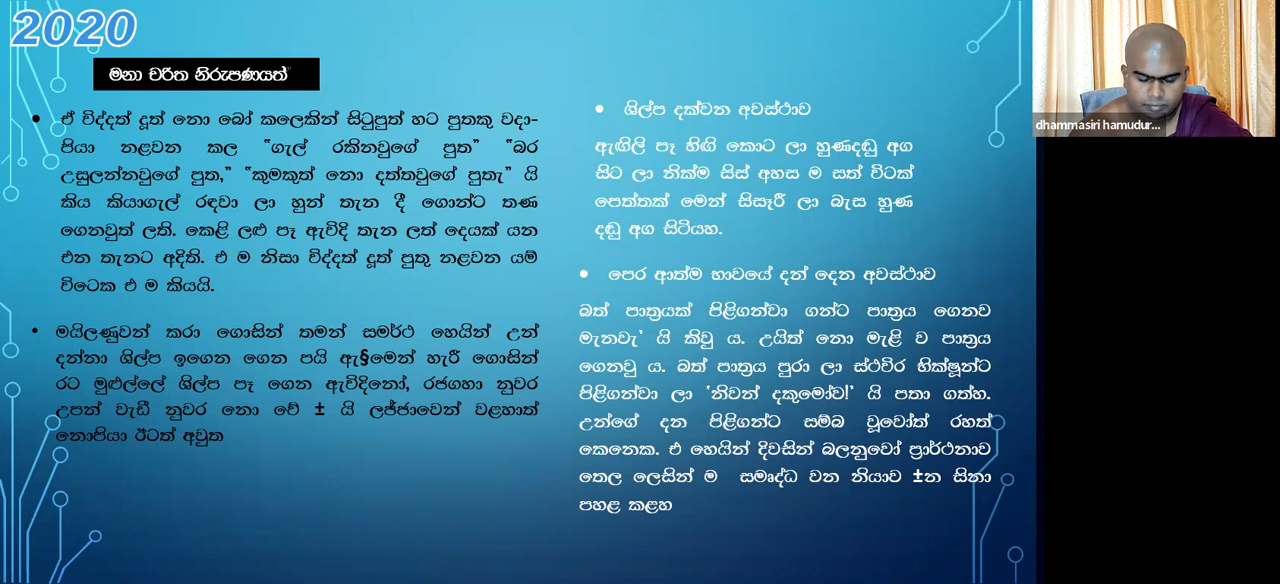 2020
මනා චරිත නිරුපණයත්
• ඒ විද්දත් දූත් නො බෝ කලෙකින් සිටුපුත් හට පුතකු වදා-
පියා නළවන කල “ගැල් රකිනවුගේ පුත” “බර
උසුලන්නවුගේ පුත,” “කුමකුත් නො දත්තවුගේ පුතැ” යි
කිය කියාගැල් රඳවා ලා හුන් තැන දී ගොන්ට තණ
ගෙනවුත් ලති. කෙළි ලළු පෑ ඇවිදි තැන ලත් දෙයක් යන
එන තැනට අදිති. එ ම නිසා විද්දත් දූත් පුතු නළවන යම්
විටෙක එ ම කියයි.
• මයිලණුවන් කරා ගොසින් තමන් සමර්ථ හෙයින් උන්
දන්නා ශිල්ප ඉගෙන ගෙන පයි ඇ§මෙන් හැරී ගොසින්
රට මුළුල්ලේ ශිල්ප පෑ ගෙන ඇවිදිනෝ, රජගහා නුවර
උපන් වැඩී නුවර නො වේ ± යි ලජ්ජාවෙන් වළහාත්
නොපියා ඊටත් අවුත
• ශිල්ප දක්වන අවස්ථාව
ඇඟිලි පෑ හිඟි කොට ලා හුණදඬු අග
සිට ලා නික්ම සිස් අහස ම සත් විටක්
පෙත්තක් මෙන් සිසෑරී ලා බැස හුණ
දඬු අග සිටියහ.
• පෙර ආත්ම භාවයේ දන් දෙන අවස්ථාව
බත් පාත්‍රයක් පිළිගන්වා ගන්ට පාත්‍රය ගෙනව
මැනවැ’ යි කිවු ය. උයිත් නො මැළි ව පාත්‍රය
ගෙනවු ය. බත් පාත්‍රය පුරා ලා ස්ථවිර භික්ෂූන්ට
පිළිගන්වා ලා ‘නිවන් දකුමෝව!’ යි පතා ගත්හ.
උන්ගේ දන පිළිගන්ට සම්බ වූවෝත් රහත්
කෙනෙක. එ හෙයින් දිවසින් බලනුවෝ ප්‍රාර්ථනාව
තෙල ලෙසින් ම සමෘද්ධ වන නියාව ±න සිනා
පහළ කළහ
dhammasiri hamudur...